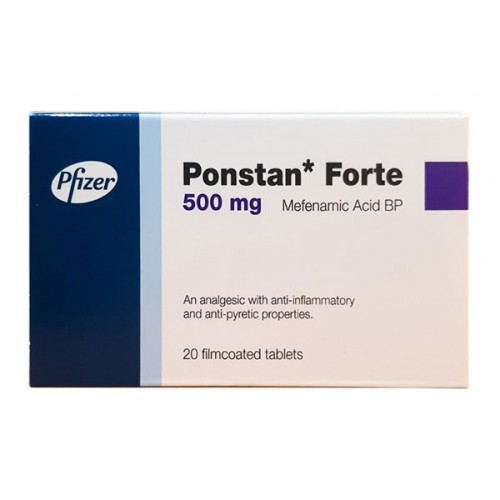 Pfizer
Ponstan* Forte
500 mg Mefenamic Acid BP
An analgesic with anti-inflammatory
and anti-pyretic properties.
20 filmcoated tablets